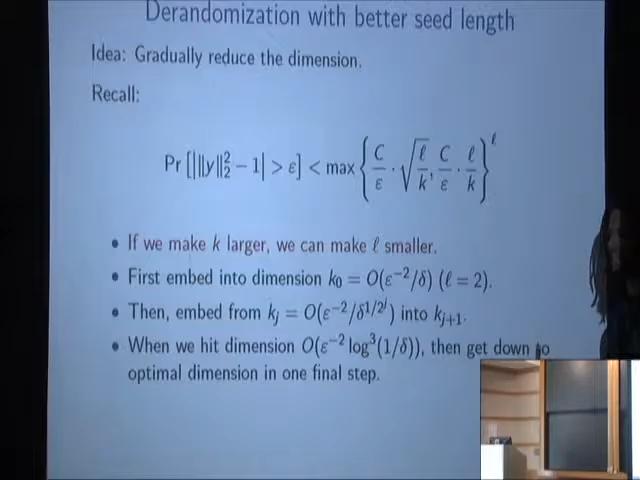 Derandomization with better seed length
Idea: Gradually reduce the dimension.
Recall:
Pr [|‖y‖₂² − 1| > ε] < max { C/ε · √(ℓ/k), C/ε · ℓ/k }^ℓ
• If we make k larger, we can make ℓ smaller.
• First embed into dimension k₀ = O(ε⁻²/δ) (ℓ = 2).
• Then, embed from kⱼ = O(ε⁻²/δ^{1/2^j}) into kⱼ₊₁.
• When we hit dimension O(ε⁻² log³(1/δ)), then get down to
optimal dimension in one final step.